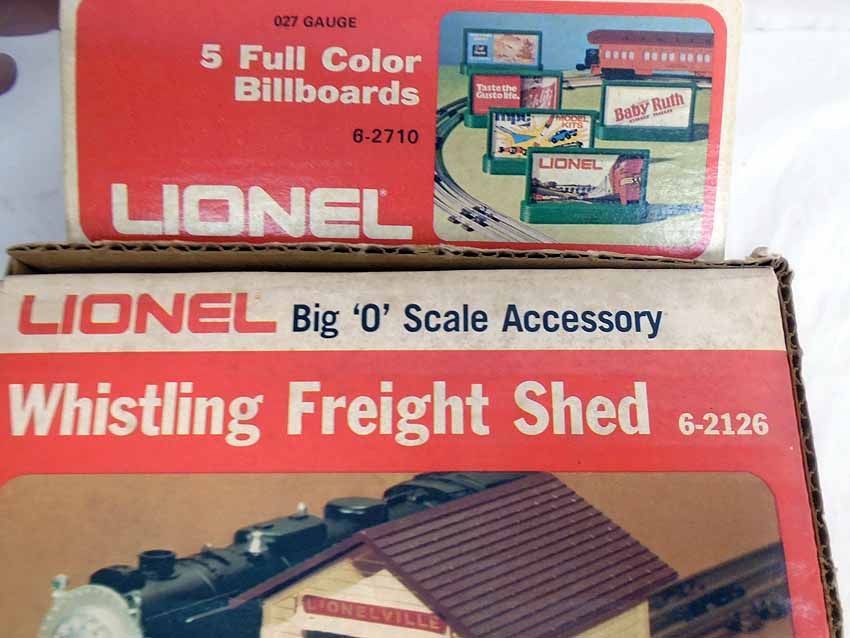 027 GAUGE
5 Full Color
Billboards
6-2710
LIONEL®
Taste the
Gusto life.
Baby Ruth
mpc MODEL
KITS
LIONEL
LIONEL® Big 'O' Scale Accessory
Whistling Freight Shed 6-2126
LIONELVILLE